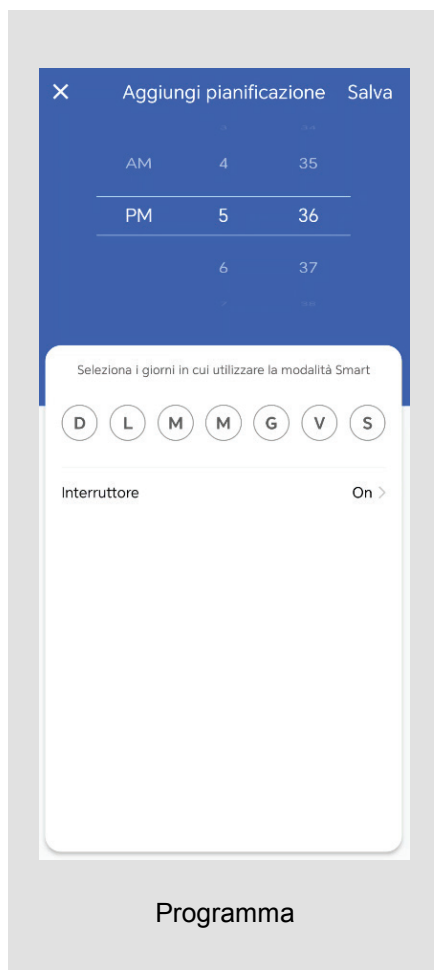 Aggiungi pianificazione Salva
AM 4 35
PM 5 36
6 37
Seleziona i giorni in cui utilizzare la modalità Smart
D L M M G V S
Interruttore On
Programma